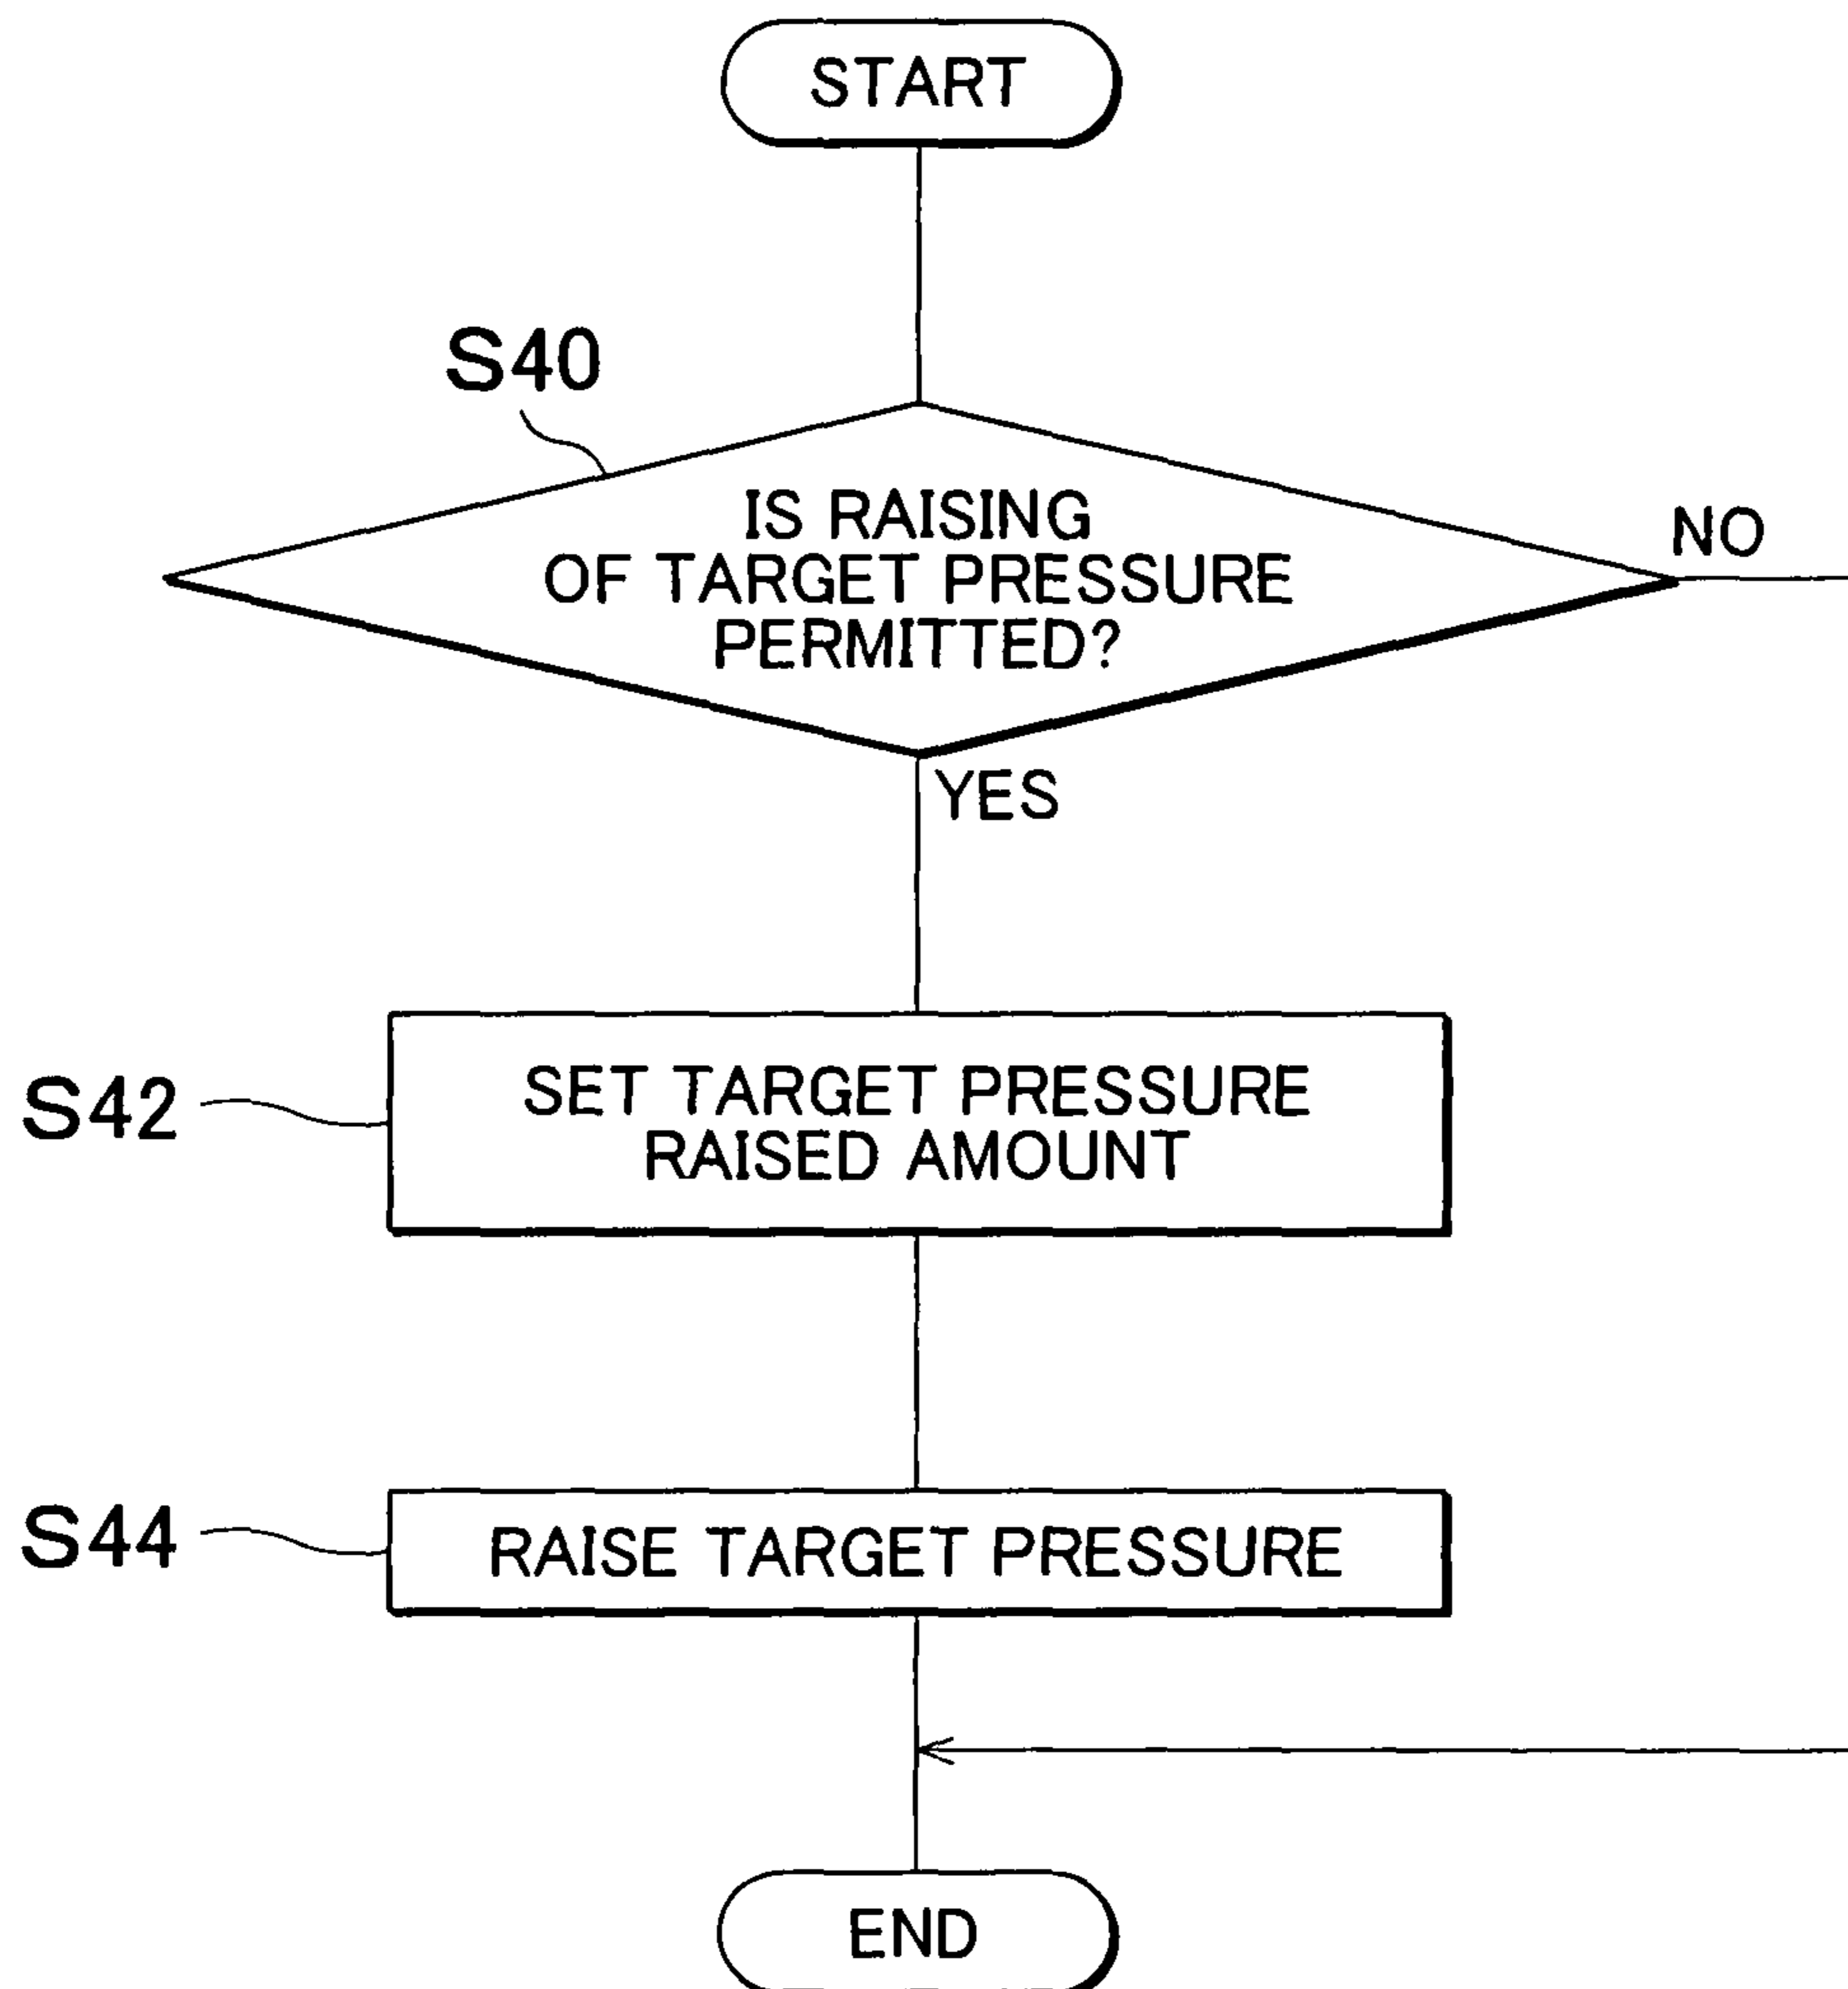 START
S40
IS RAISING
OF TARGET PRESSURE
PERMITTED?
NO
YES
S42
SET TARGET PRESSURE
RAISED AMOUNT
S44
RAISE TARGET PRESSURE
END